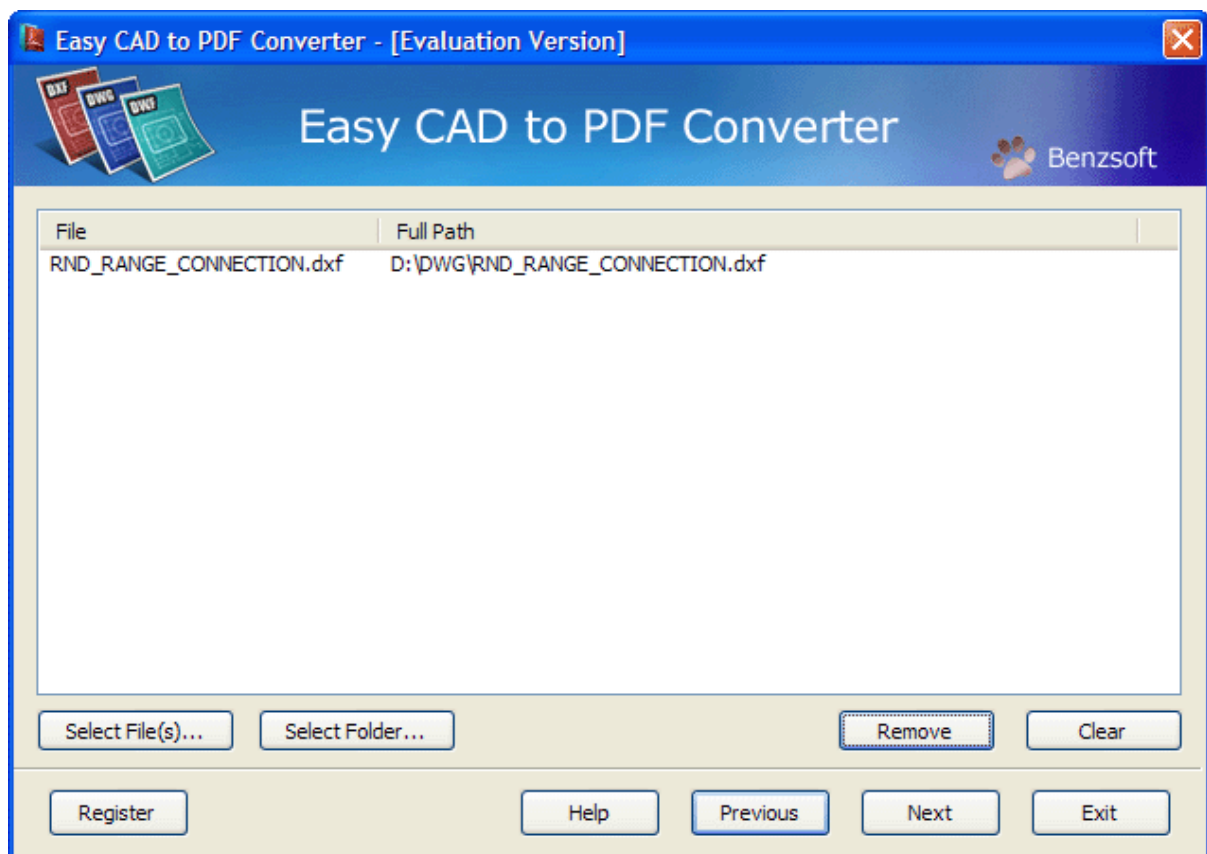 Easy CAD to PDF Converter - [Evaluation Version]
DXF
DWG
DWF
Easy CAD to PDF Converter
Benzsoft
File Full Path
RND_RANGE_CONNECTION.dxf D:\DWG\RND_RANGE_CONNECTION.dxf
Select File(s)... Select Folder... Remove Clear
Register Help Previous Next Exit